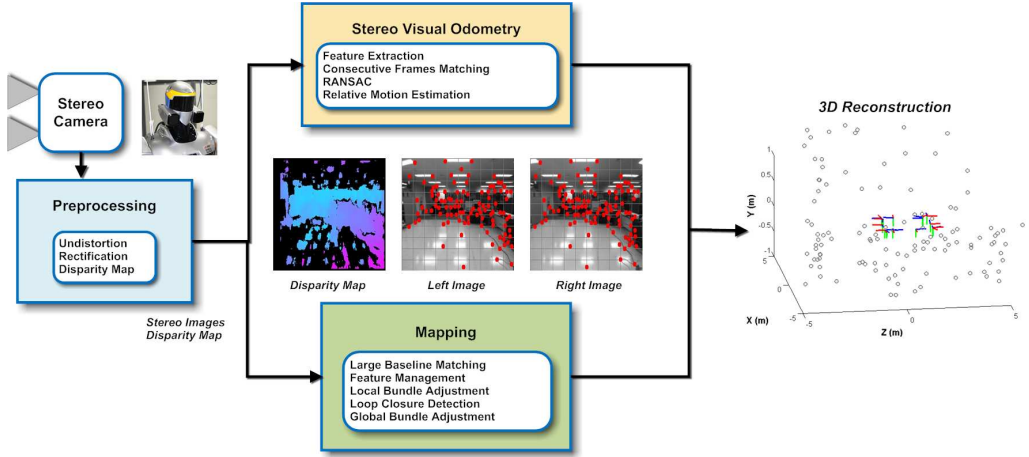 Stereo Visual Odometry
Feature Extraction
Consecutive Frames Matching
RANSAC
Relative Motion Estimation
Stereo
Camera
Preprocessing
Undistortion
Rectification
Disparity Map
Stereo Images
Disparity Map
Disparity Map
Left Image
Right Image
Mapping
Large Baseline Matching
Feature Management
Local Bundle Adjustment
Loop Closure Detection
Global Bundle Adjustment
3D Reconstruction
1
0.5
0
-0.5
-1
Y (m)
5
0
-5
X (m)
-5
0
5
Z (m)